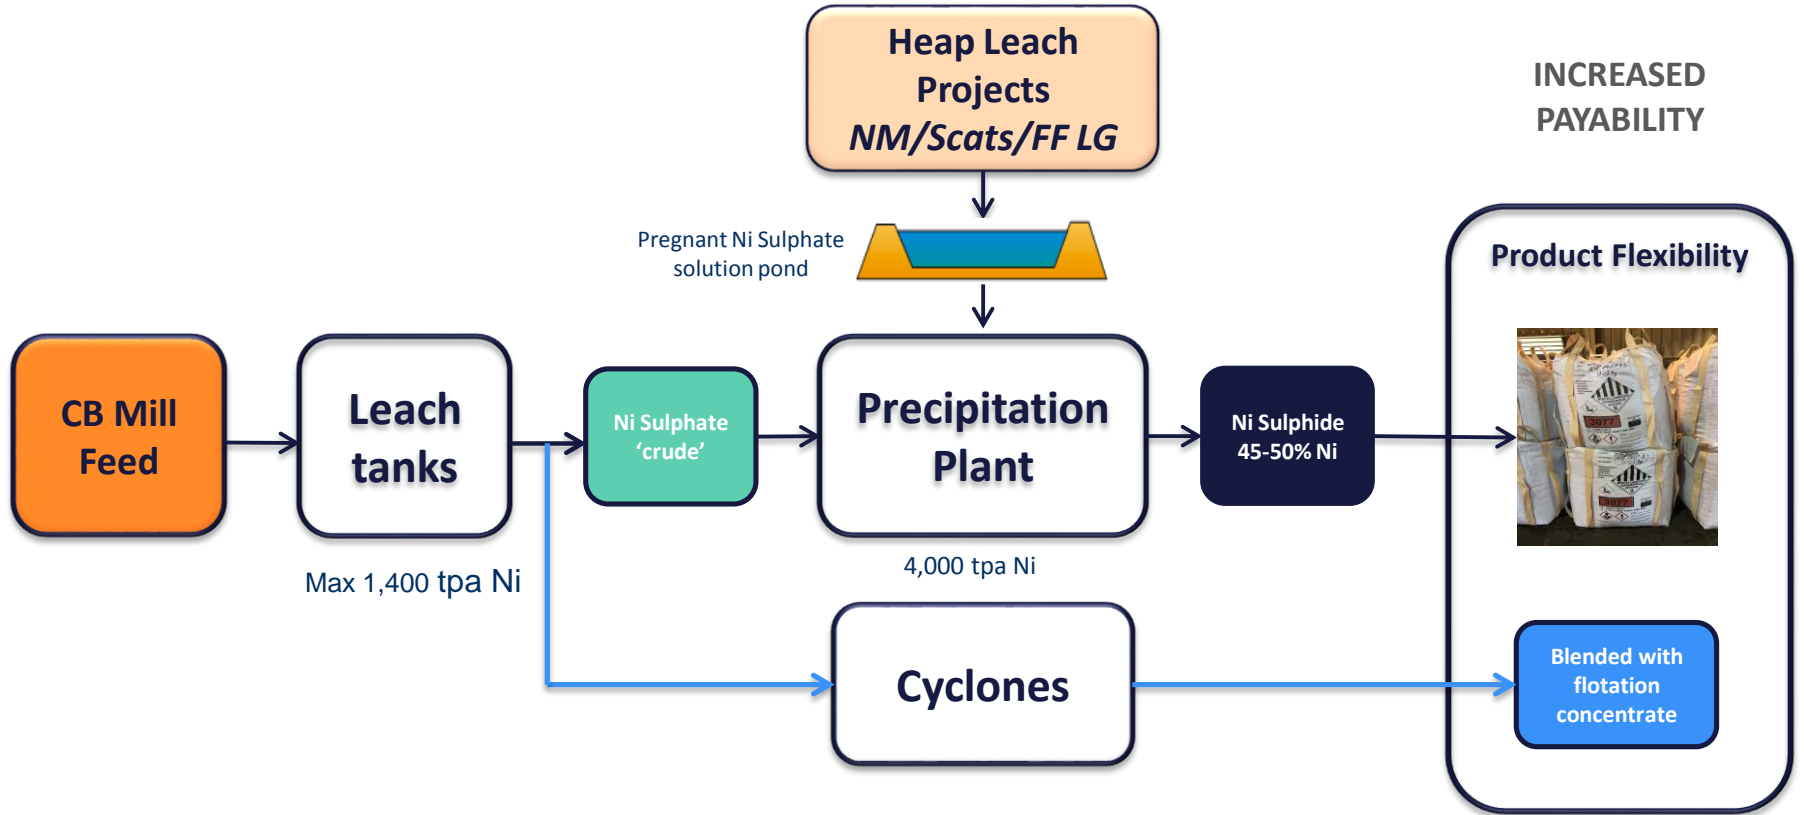 Heap Leach
Projects
NM/Scats/FF LG
INCREASED
PAYABILITY
Pregnant Ni Sulphate
solution pond
Product Flexibility
CB Mill
Feed
Leach
tanks
Ni Sulphate
‘crude’
Precipitation
Plant
Ni Sulphide
45-50% Ni
3077
3077
Max 1,400 tpa Ni
4,000 tpa Ni
Cyclones
Blended with
flotation
concentrate